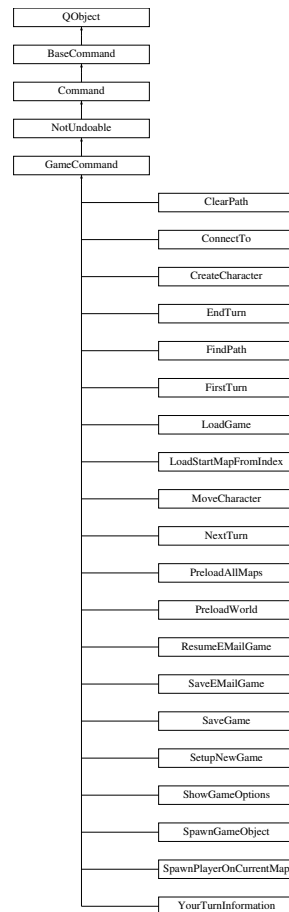 QObject
BaseCommand
Command
NotUndoable
GameCommand
ClearPath
ConnectTo
CreateCharacter
EndTurn
FindPath
FirstTurn
LoadGame
LoadStartMapFromIndex
MoveCharacter
NextTurn
PreloadAllMaps
PreloadWorld
ResumeEMailGame
SaveEMailGame
SaveGame
SetupNewGame
ShowGameOptions
SpawnGameObject
SpawnPlayerOnCurrentMap
YourTurnInformation